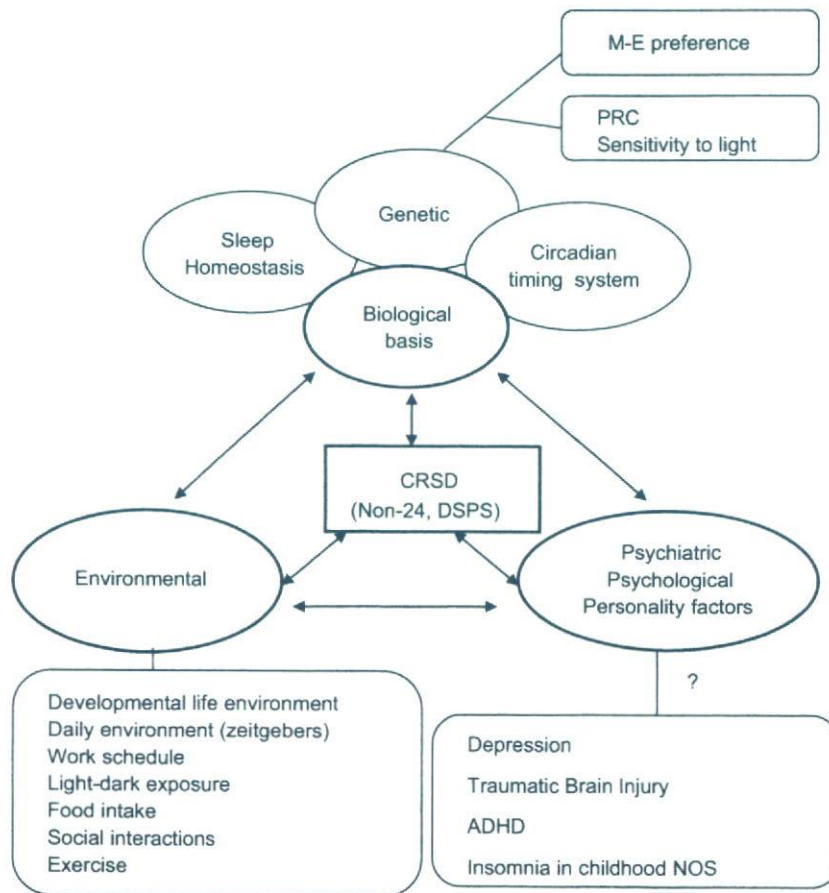 M-E preference
PRC
Sensitivity to light
Genetic
Sleep
Homeostasis
Circadian
timing system
Biological
basis
CRSD
(Non-24, DSPS)
Environmental
Psychiatric
Psychological
Personality factors
?
Developmental life environment
Daily environment (zeitgebers)
Work schedule
Light-dark exposure
Food intake
Social interactions
Exercise
Depression
Traumatic Brain Injury
ADHD
Insomnia in childhood NOS